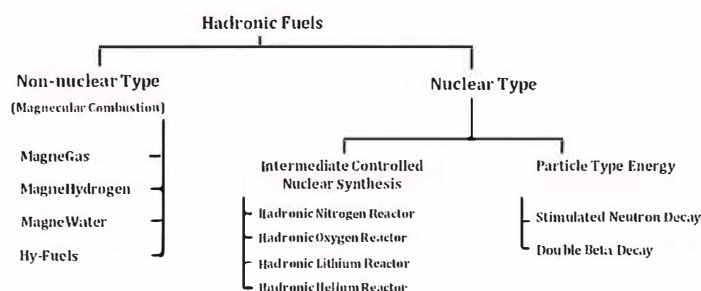 Hadronic Fuels
Non-nuclear Type
(Magnecular Combustion)
MagneGas
MagneHydrogen
MagneWater
Hy-Fuels
Nuclear Type
Intermediate Controlled
Nuclear Synthesis
Hadronic Nitrogen Reactor
Hadronic Oxygen Reactor
Hadronic Lithium Reactor
Hadronic Helium Reactor
Particle Type Energy
Stimulated Neutron Decay
Double Beta Decay